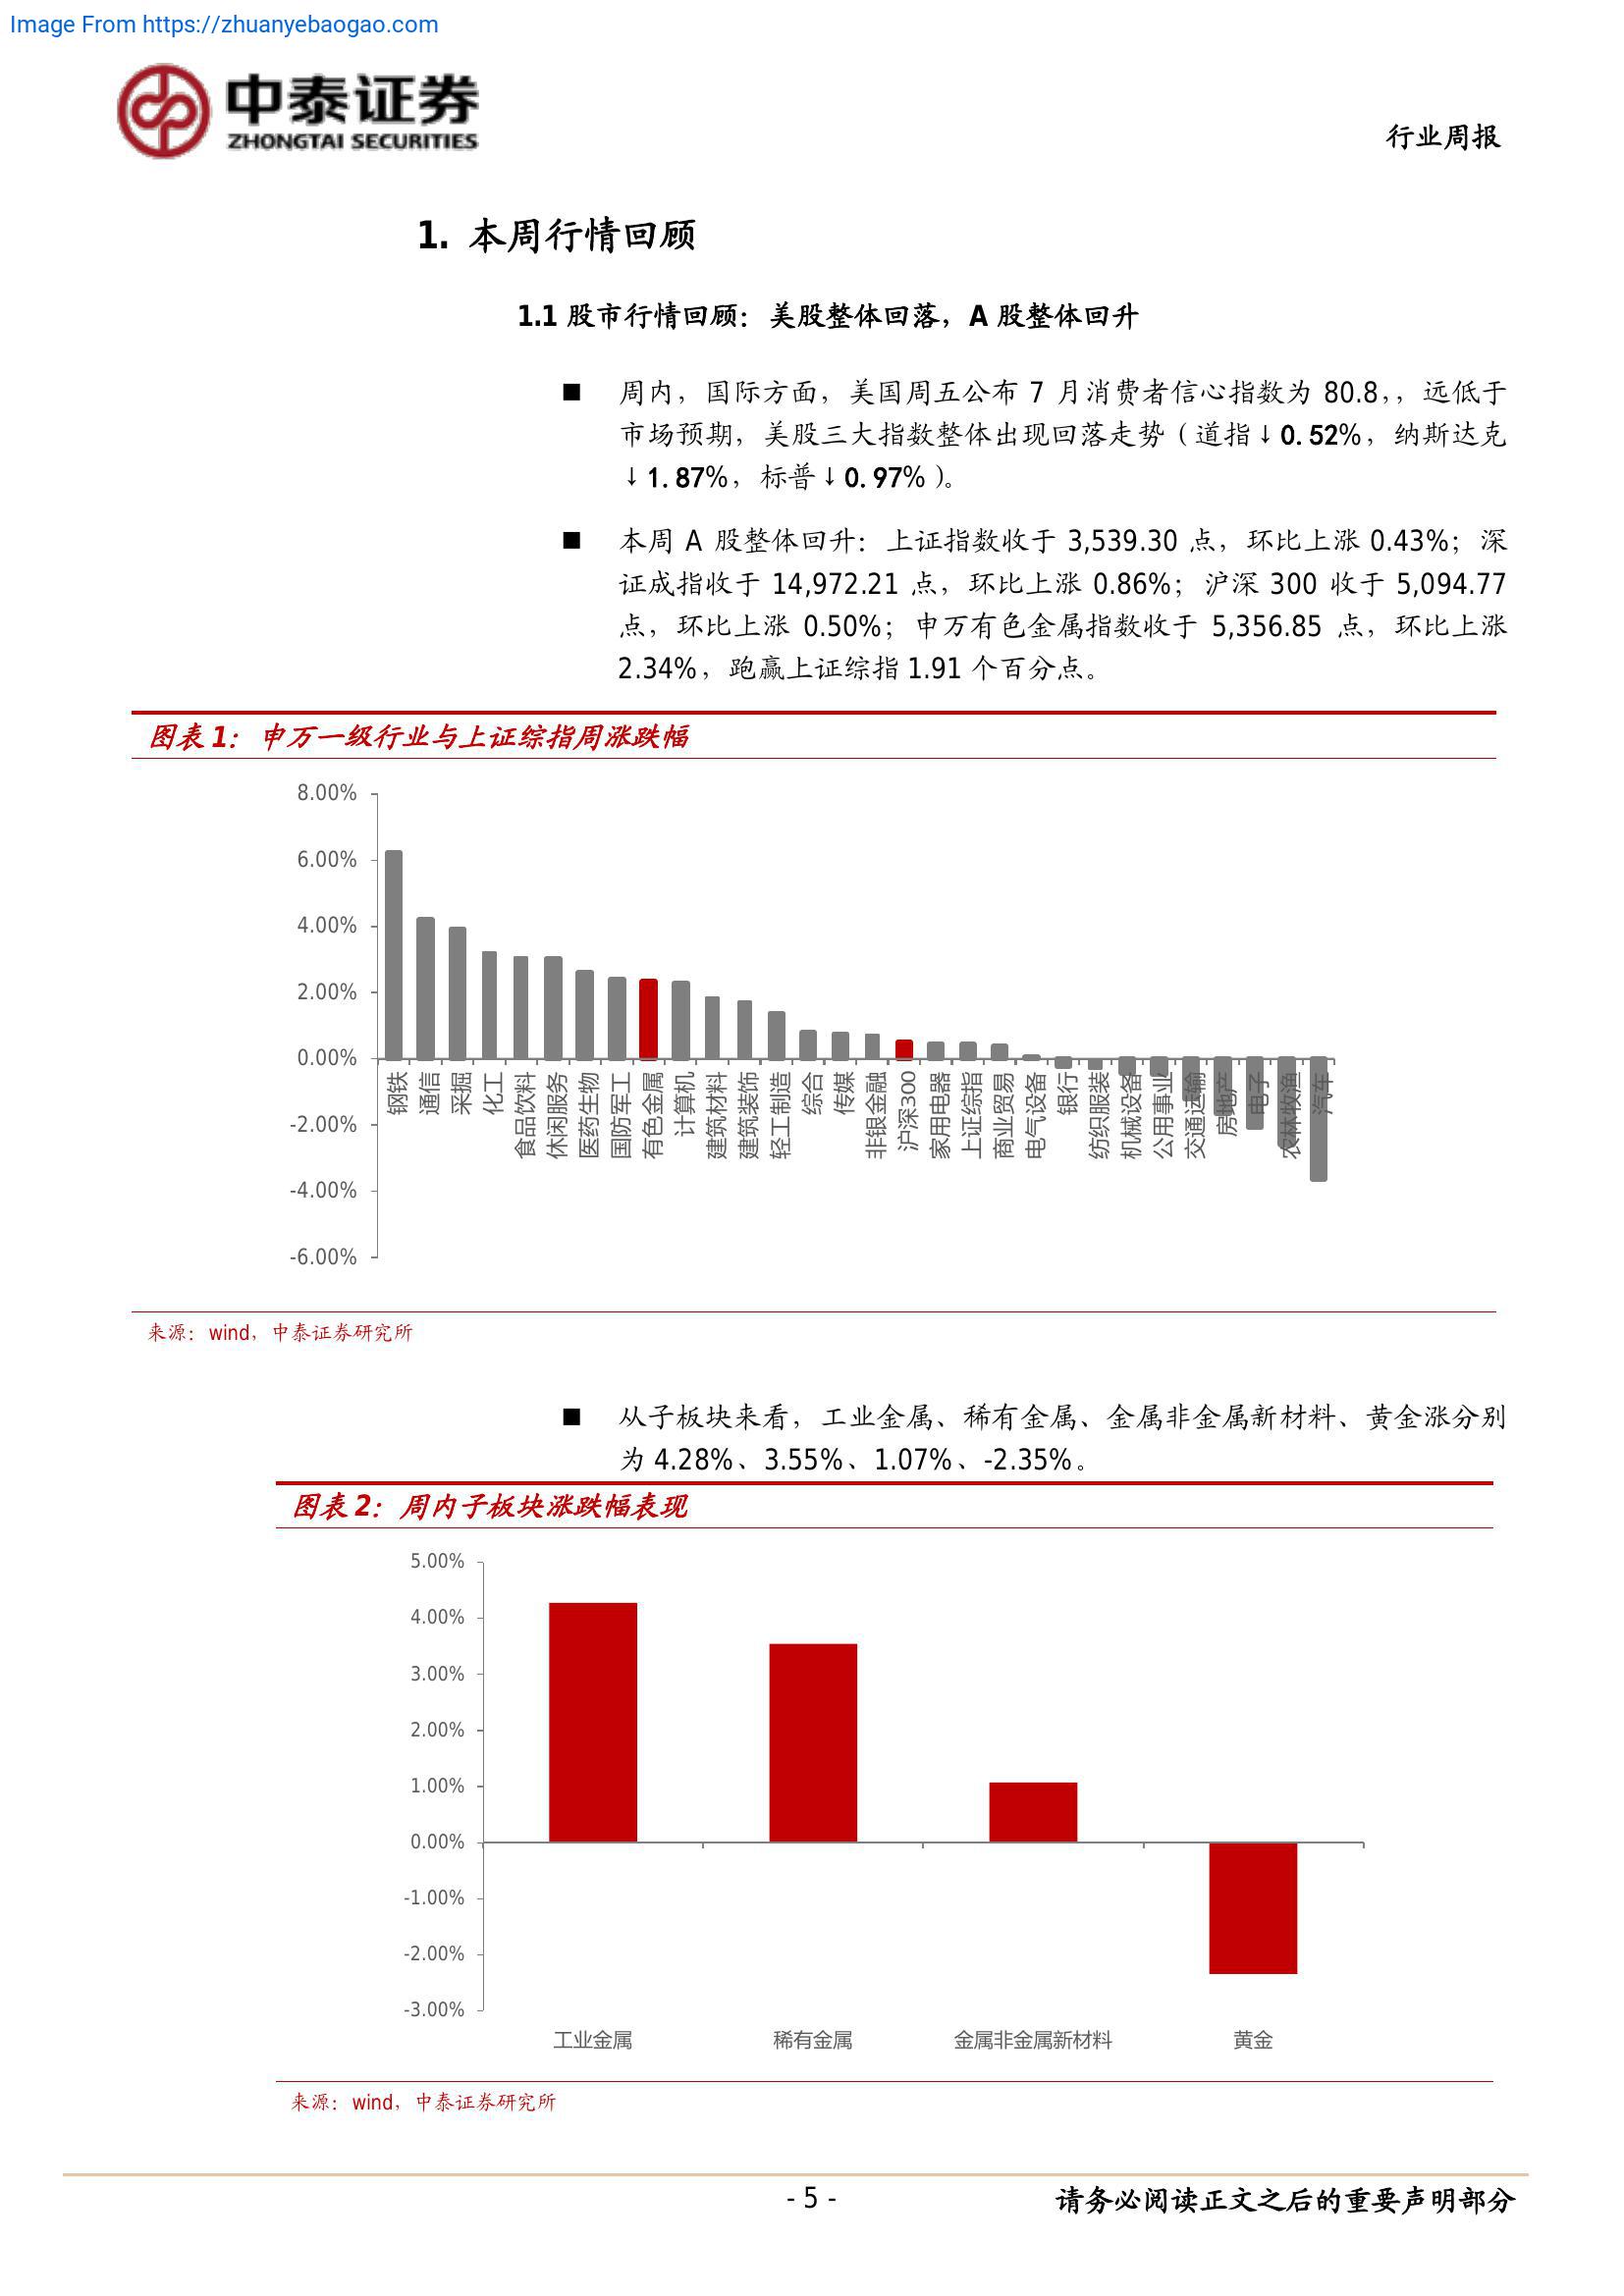 Image From https://zhuanyebaogao.com
中泰证券
ZHONGTAI SECURITIES
行业周报
1. 本周行情回顾
1.1 股市行情回顾：美股整体回落，A 股整体回升
■ 周内，国际方面，美国周五公布 7 月消费者信心指数为 80.8，，远低于
市场预期，美股三大指数整体出现回落走势（道指↓0.52%，纳斯达克
↓1.87%，标普↓0.97%）。
■ 本周 A 股整体回升：上证指数收于 3,539.30 点，环比上涨 0.43%；深
证成指收于 14,972.21 点，环比上涨 0.86%；沪深 300 收于 5,094.77
点，环比上涨 0.50%；申万有色金属指数收于 5,356.85 点，环比上涨
2.34%，跑赢上证综指 1.91 个百分点。
图表 1：申万一级行业与上证综指周涨跌幅
8.00%
6.00%
4.00%
2.00%
0.00%
-2.00%
-4.00%
-6.00%
钢铁
通信
采掘
化工
食品饮料
休闲服务
医药生物
国防军工
有色金属
计算机
建筑材料
建筑装饰
轻工制造
综合
传媒
非银金融
沪深300
家用电器
上证综指
商业贸易
电气设备
银行
纺织服装
机械设备
公用事业
交通运输
房地产
电子
农林牧渔
汽车
来源：wind，中泰证券研究所
■ 从子板块来看，工业金属、稀有金属、金属非金属新材料、黄金涨分别
为 4.28%、3.55%、1.07%、-2.35%。
图表 2：周内子板块涨跌幅表现
5.00%
4.00%
3.00%
2.00%
1.00%
0.00%
-1.00%
-2.00%
-3.00%
工业金属
稀有金属
金属非金属新材料
黄金
来源：wind，中泰证券研究所
- 5 -
请务必阅读正文之后的重要声明部分